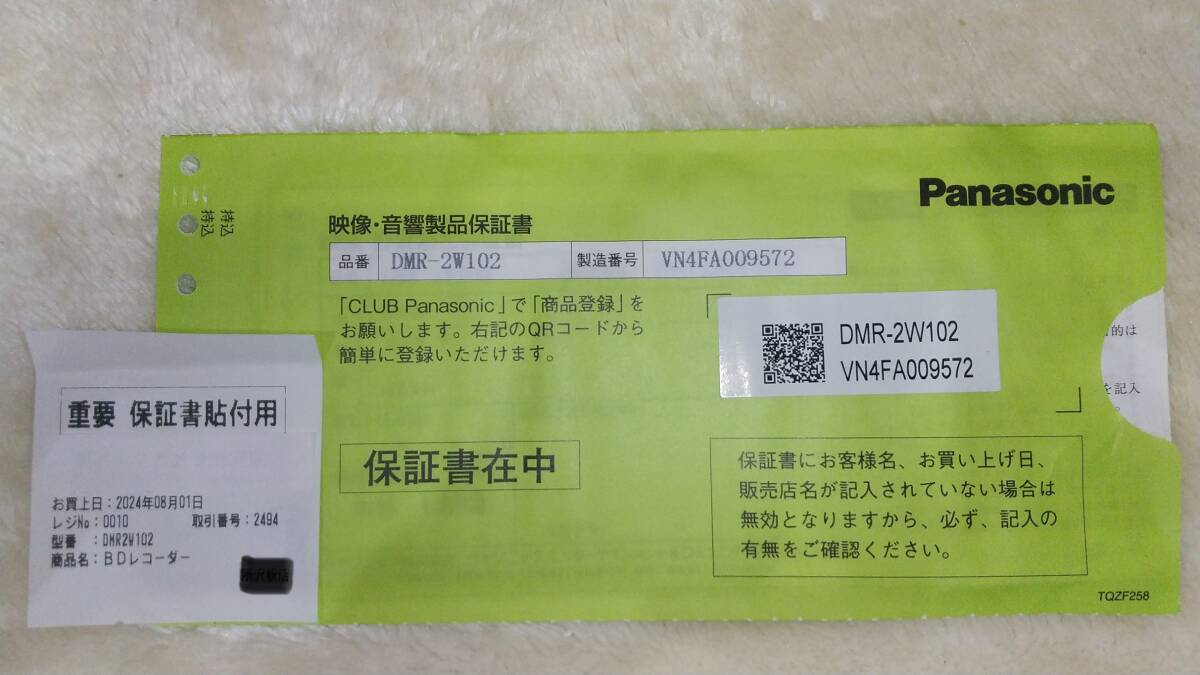 Panasonic
持込
持込
映像・音響製品保証書
品番 DMR-2W102 製造番号 VN4FA009572
「CLUB Panasonic」で「商品登録」を
お願いします。右記のQRコードから
簡単に登録いただけます。
DMR-2W102
VN4FA009572
的は
を記入
。
保証書在中
保証書にお客様名、お買い上げ日、
販売店名が記入されていない場合は
無効となりますから、必ず、記入の
有無をご確認ください。
TQZF258
重要 保証書貼付用
お買上日：2024年08月01日
レジNo：0010 取引番号：2494
型番 ：DMR2W102
商品名：BDレコーダー